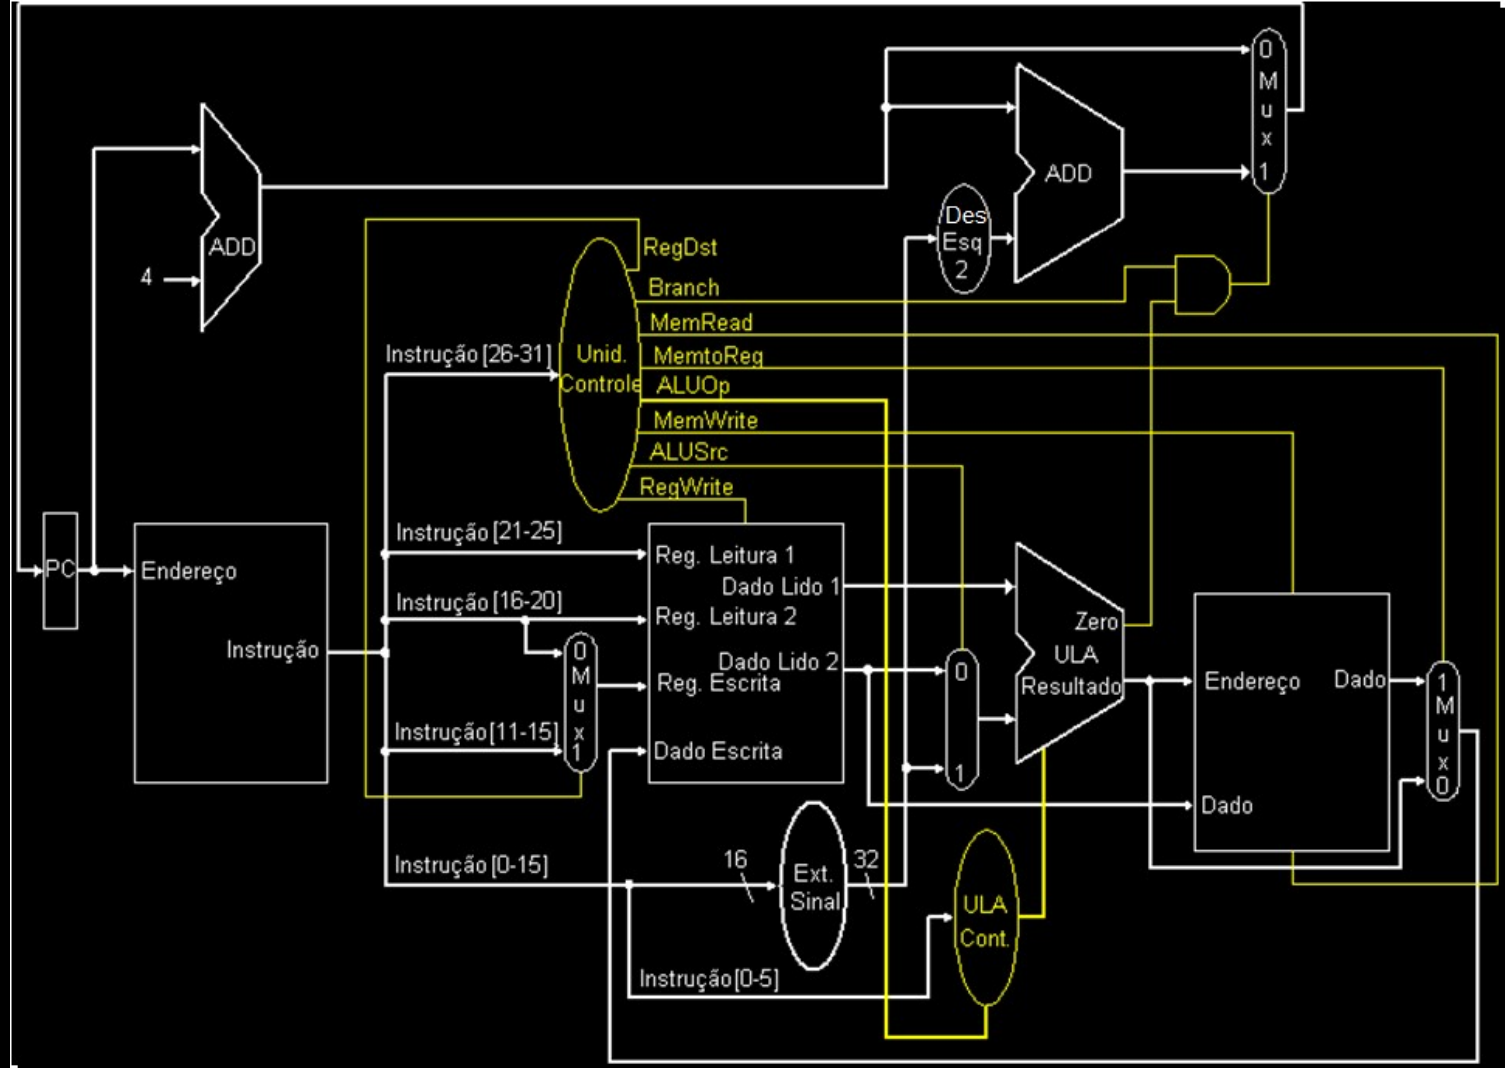 0
M
u
x
1
ADD
Des
Esq
2
ADD
4
RegDst
Branch
MemRead
MemtoReg
ALUOp
MemWrite
ALUSrc
RegWrite
Instrução [26-31]
Unid.
Controle
PC
Endereço
Instrução
Instrução [21-25]
Instrução [16-20]
0
M
u
x
1
Instrução [11-15]
Reg. Leitura 1
Dado Lido 1
Reg. Leitura 2
Dado Lido 2
Reg. Escrita
Dado Escrita
0
1
Zero
ULA
Resultado
Endereço
Dado
Dado
1
M
u
x
0
Instrução [0-15]
16
Ext.
Sinal
32
ULA
Cont.
Instrução[0-5]